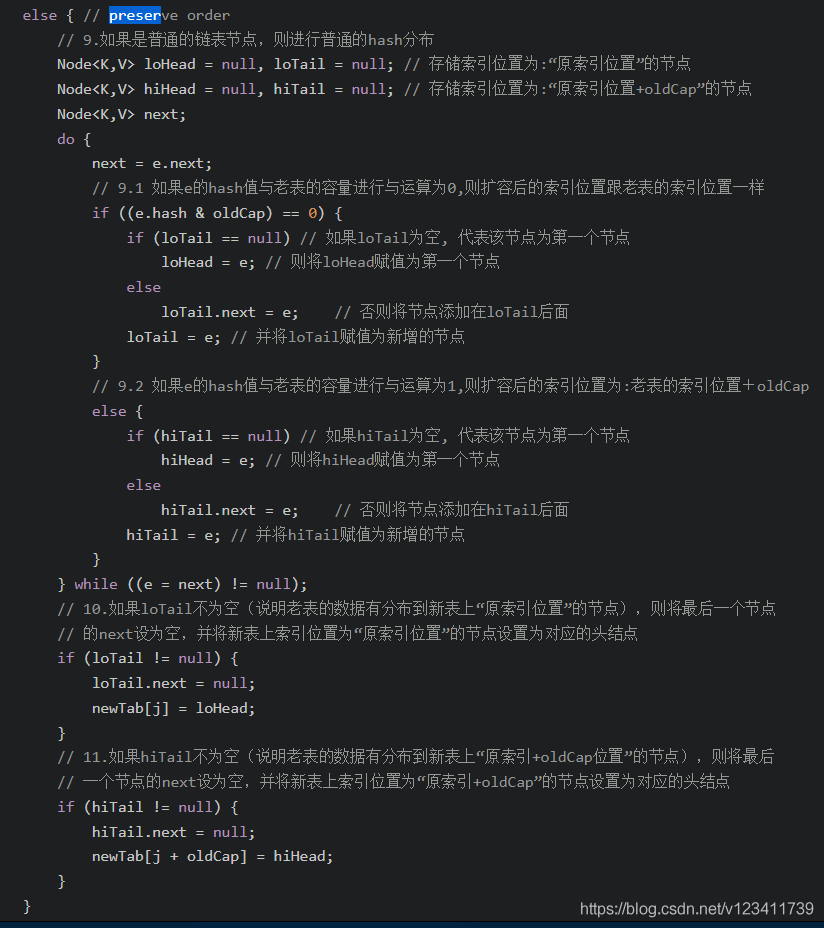 else { // preserve order
// 9.如果是普通的链表节点，则进行普通的hash分布
Node<K,V> loHead = null, loTail = null; // 存储索引位置为:“原索引位置”的节点
Node<K,V> hiHead = null, hiTail = null; // 存储索引位置为:“原索引位置+oldCap”的节点
Node<K,V> next;
do {
next = e.next;
// 9.1 如果e的hash值与老表的容量进行与运算为0,则扩容后的索引位置跟老表的索引位置一样
if ((e.hash & oldCap) == 0) {
if (loTail == null) // 如果loTail为空, 代表该节点为第一个节点
loHead = e; // 则将loHead赋值为第一个节点
else
loTail.next = e;    // 否则将节点添加在loTail后面
loTail = e; // 并将loTail赋值为新增的节点
}
// 9.2 如果e的hash值与老表的容量进行与运算为1,则扩容后的索引位置为:老表的索引位置＋oldCap
else {
if (hiTail == null) // 如果hiTail为空, 代表该节点为第一个节点
hiHead = e; // 则将hiHead赋值为第一个节点
else
hiTail.next = e;    // 否则将节点添加在hiTail后面
hiTail = e; // 并将hiTail赋值为新增的节点
}
} while ((e = next) != null);
// 10.如果loTail不为空（说明老表的数据有分布到新表上“原索引位置”的节点），则将最后一个节点
// 的next设为空，并将新表上索引位置为“原索引位置”的节点设置为对应的头结点
if (loTail != null) {
loTail.next = null;
newTab[j] = loHead;
}
// 11.如果hiTail不为空（说明老表的数据有分布到新表上“原索引+oldCap位置”的节点），则将最后
// 一个节点的next设为空，并将新表上索引位置为“原索引+oldCap”的节点设置为对应的头结点
if (hiTail != null) {
hiTail.next = null;
newTab[j + oldCap] = hiHead;
}
}
https://blog.csdn.net/v123411739